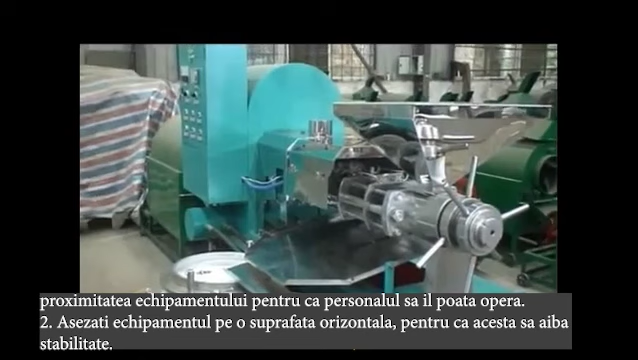 proximitatea echipamentului pentru ca personalul sa il poata opera.
2. Asezati echipamentul pe o suprafata orizontala, pentru ca acesta sa aiba
stabilitate.